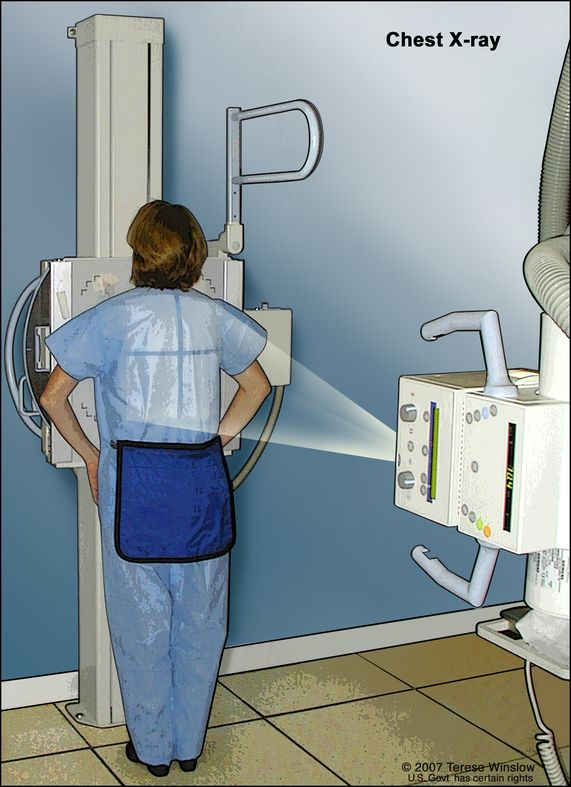 Chest X-ray
© 2007 Terese Winslow
U.S. Govt. has certain rights